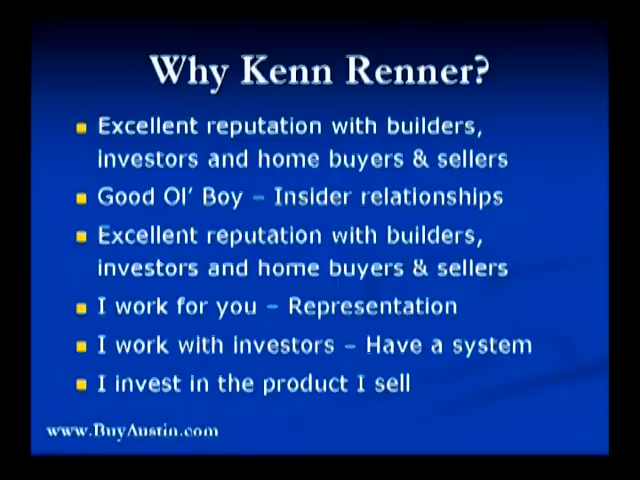 Why Kenn Renner?
Excellent reputation with builders,
investors and home buyers & sellers
Good Ol' Boy – Insider relationships
Excellent reputation with builders,
investors and home buyers & sellers
I work for you – Representation
I work with investors – Have a system
I invest in the product I sell
www.BuyAustin.com